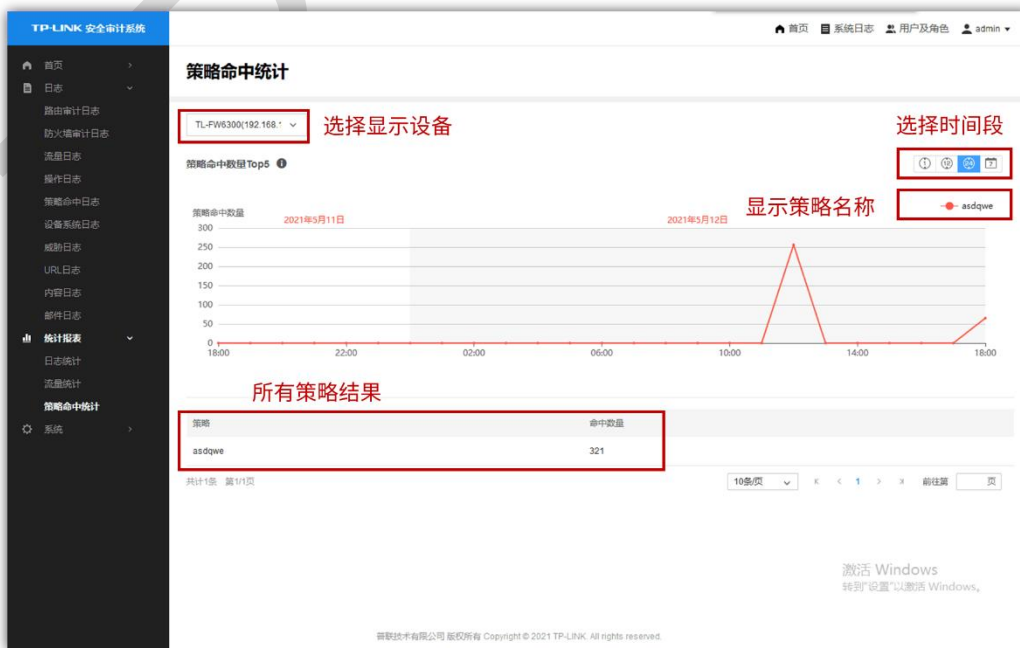 TP-LINK 安全审计系统
首页 系统日志 用户及角色 admin
首页
日志
路由审计日志
防火墙审计日志
流量日志
操作日志
策略命中日志
设备系统日志
威胁日志
URL日志
内容日志
邮件日志
统计报表
日志统计
流量统计
策略命中统计
系统
策略命中统计
TL-FW6300(192.168.1
选择显示设备
选择时间段
策略命中数量Top5
显示策略名称
asdqwe
策略命中数量
2021年5月11日
2021年5月12日
300
250
200
150
100
50
0
18:00 22:00 02:00 06:00 10:00 14:00 18:00
所有策略结果
策略 命中数量
asdqwe 321
共计1条 第1/1页
10条/页 1 前往第 页
激活 Windows
转到"设置"以激活 Windows。
普联技术有限公司 版权所有 Copyright © 2021 TP-LINK. All rights reserved.